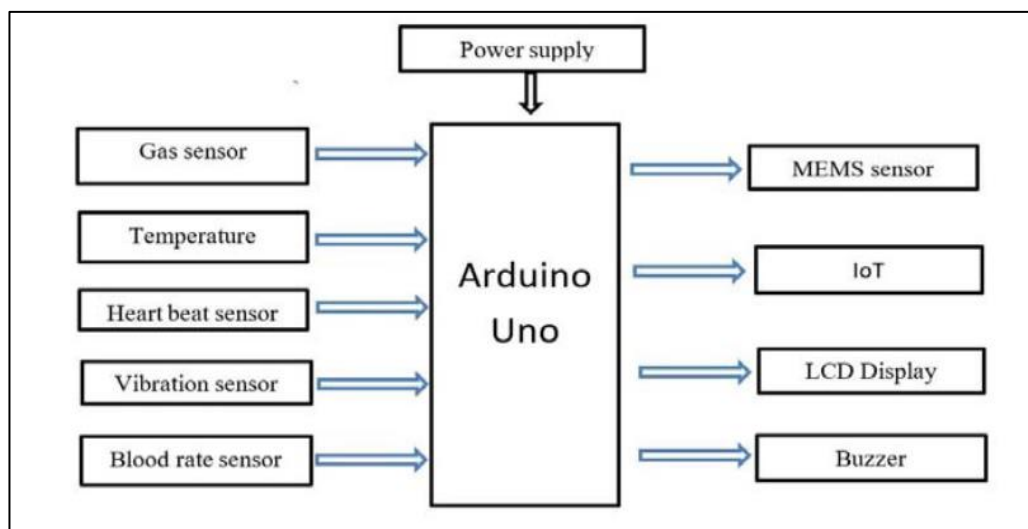 Power supply
Gas sensor
Temperature
Heart beat sensor
Vibration sensor
Blood rate sensor
Arduino
Uno
MEMS sensor
IoT
LCD Display
Buzzer